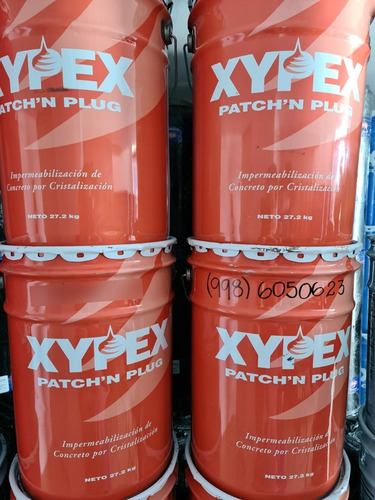 XYPEX
PATCH'N PLUG
Impermeabilización de
Concreto por Cristalización
NETO 27.2 kg
XYPEX
PATCH'N PLUG
Impermeabilización de
Concreto por Cristalización
NETO 27.2 kg
XYPEX
PATCH'N PLUG
Impermeabilización de
Concreto por Cristalización
NETO 27.2 kg
(998) 6050623
XYPEX
PATCH'N PLUG
Impermeabilización de
Concreto por Cristalización
NETO 27.2 kg